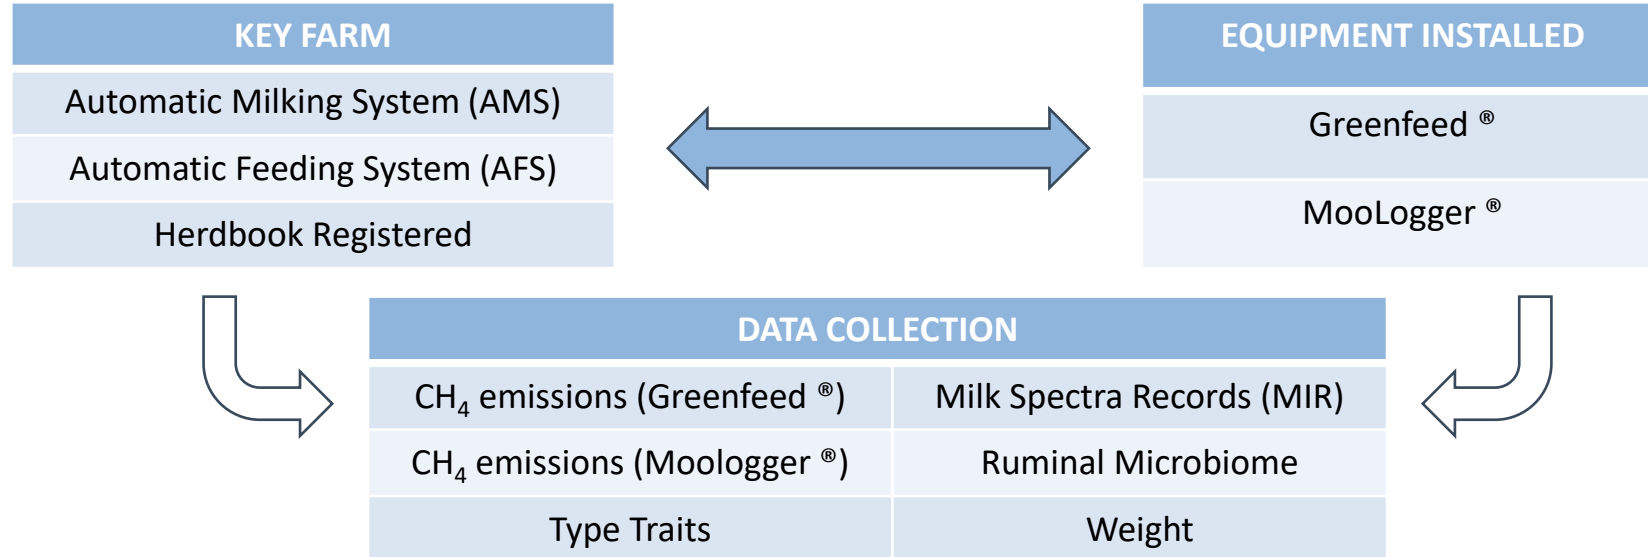 KEY FARM
Automatic Milking System (AMS)
Automatic Feeding System (AFS)
Herdbook Registered
EQUIPMENT INSTALLED
Greenfeed ®
MooLogger ®
DATA COLLECTION
CH₄ emissions (Greenfeed ®)
Milk Spectra Records (MIR)
CH₄ emissions (Moologger ®)
Ruminal Microbiome
Type Traits
Weight